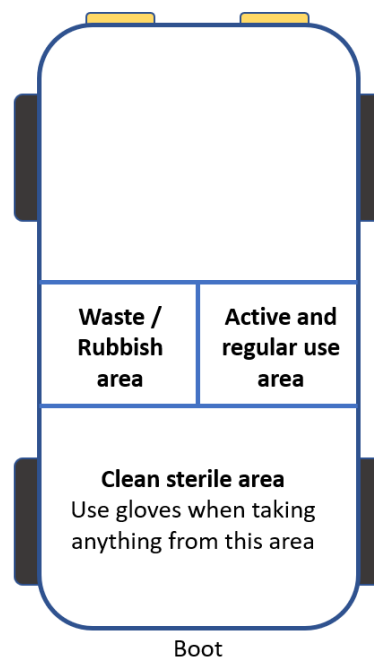 Waste /
Rubbish
area
Active and
regular use
area
Clean sterile area
Use gloves when taking
anything from this area
Boot